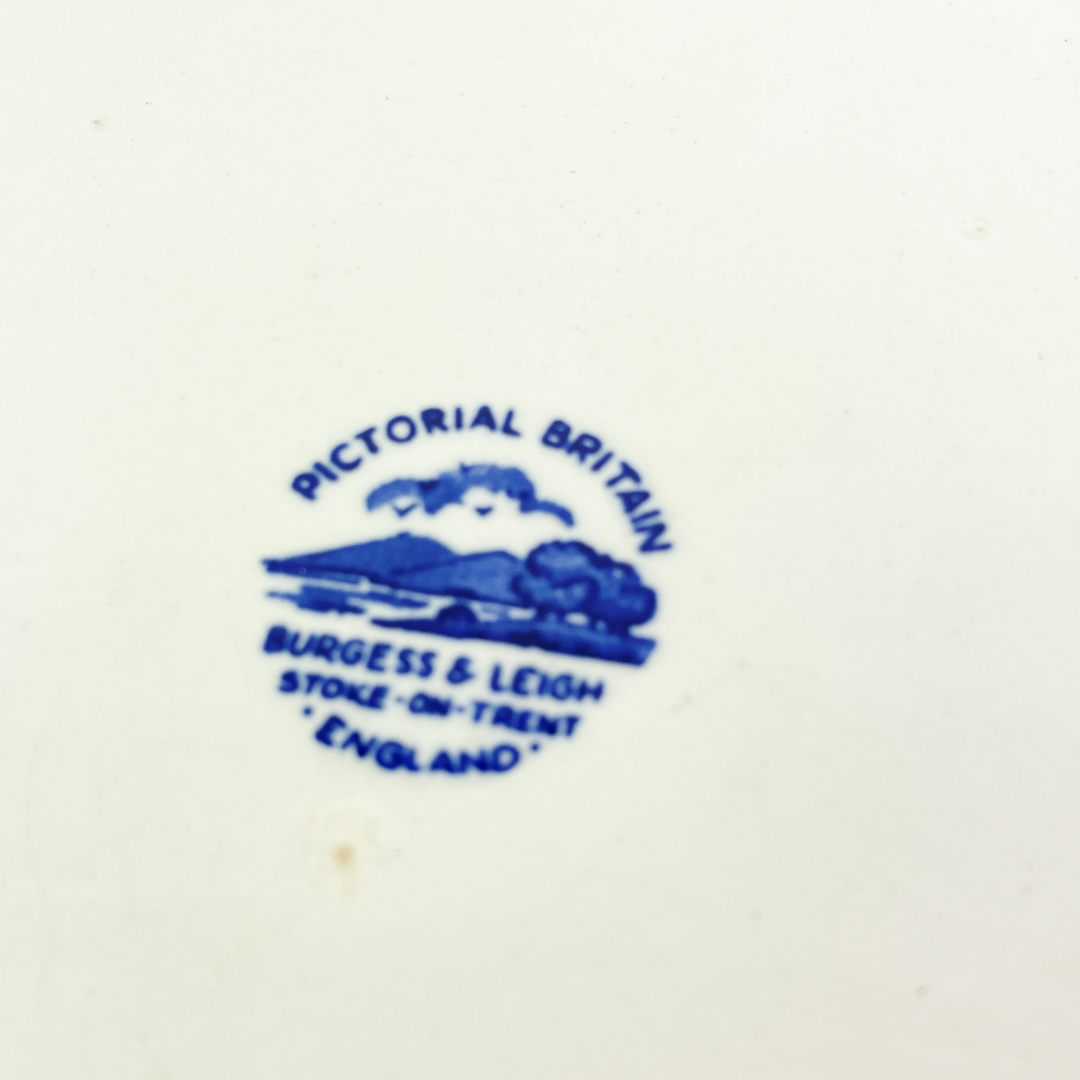 PICTORIAL BRITAIN
BURGESS & LEIGH
STOKE-ON-TRENT
·ENGLAND·